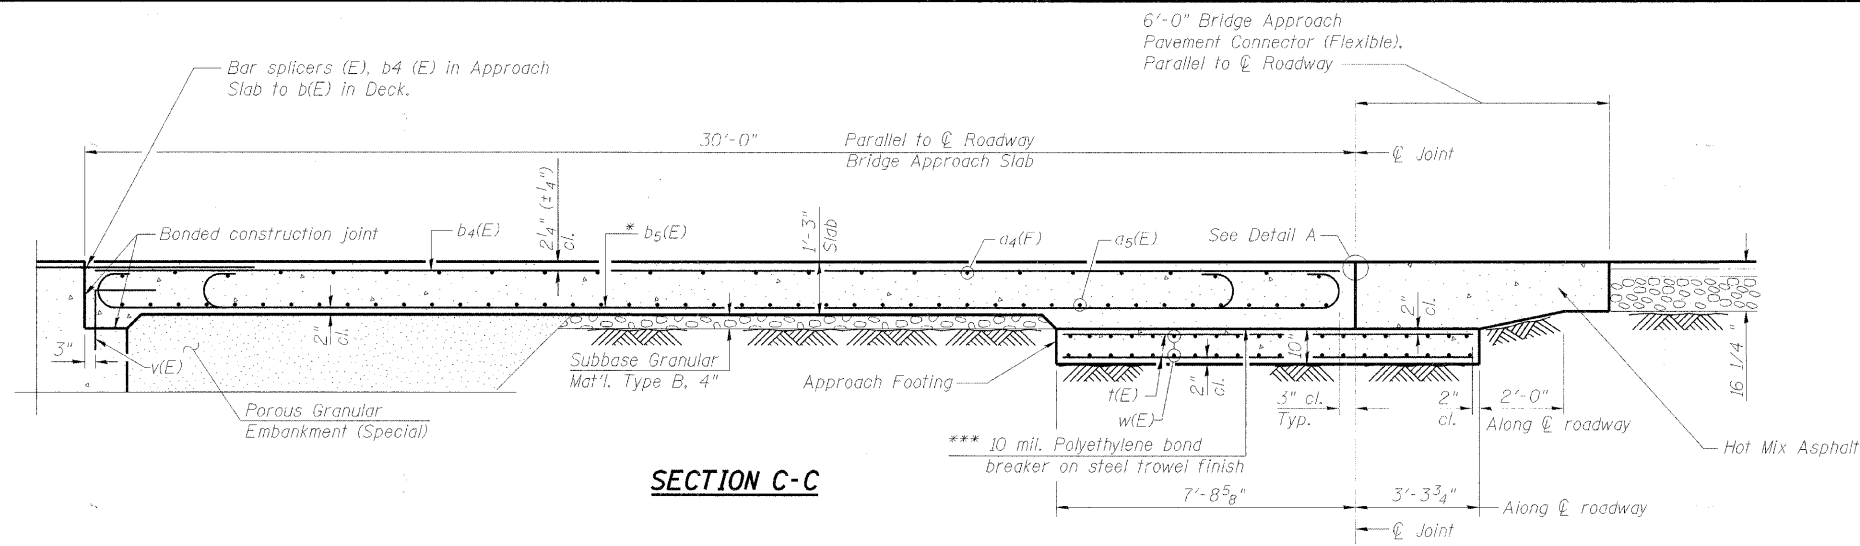 6'-0" Bridge Approach
Pavement Connector (Flexible),
Parallel to ℄ Roadway
Bar splicers (E), b4 (E) in Approach
Slab to b(E) in Deck.
30'-0"
Parallel to ℄ Roadway
Bridge Approach Slab
℄ Joint
2¼" (±¼")
cl.
1'-3"
Slab
Bonded construction joint
b4(E)
* b5(E)
a4(E)
a5(E)
See Detail A
2"
cl.
2"
cl.
3"
v(E)
Subbase Granular
Mat'l. Type B, 4"
Approach Footing
10"
2"
cl.
t(E)
w(E)
3" cl.
Typ.
2"
cl.
2'-0"
Along ℄ roadway
16 1/4 "
Porous Granular
Embankment (Special)
*** 10 mil. Polyethylene bond
breaker on steel trowel finish
Hot Mix Asphalt
SECTION C-C
7'-8⅝"
3'-3¾"
Along ℄ roadway
℄ Joint